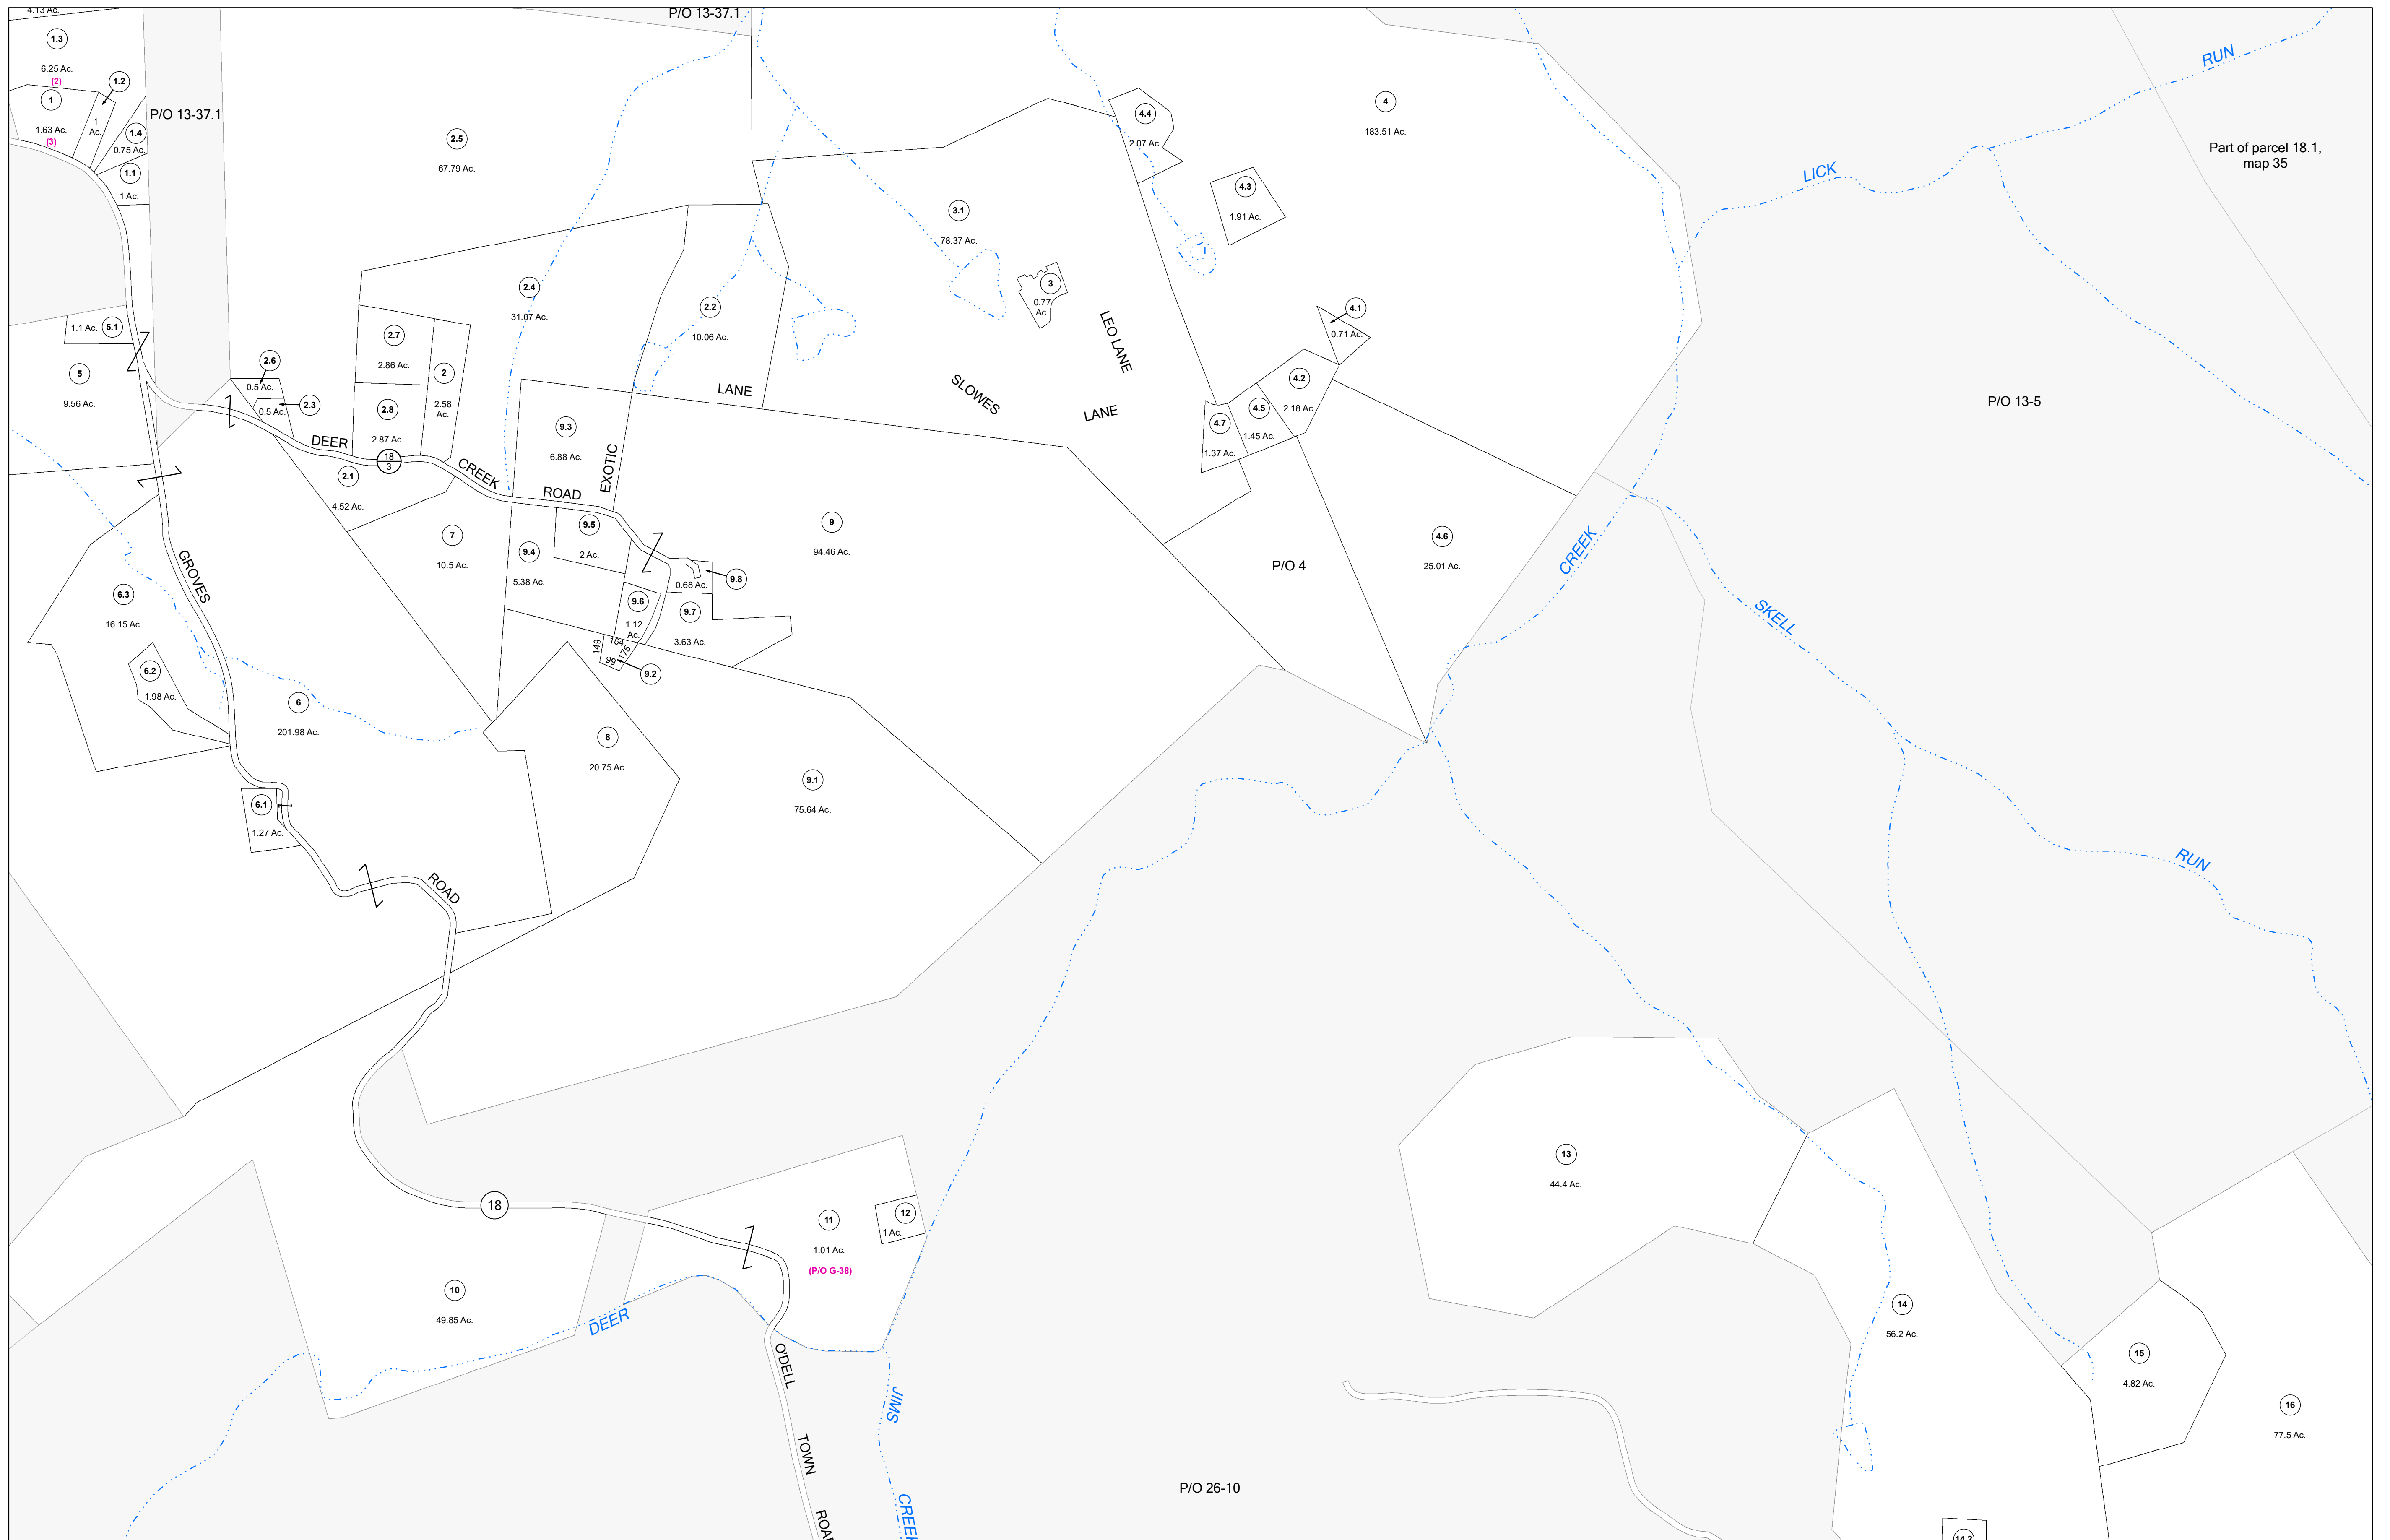 4.13 Ac.
P/O 13-37.1
1.3
6.25 Ac.
(2)
1
1.63 Ac.
(3)
1.2
1
Ac.
1.4
0.75 Ac.
1.1
1 Ac.
P/O 13-37.1
2.5
67.79 Ac.
4.4
2.07 Ac.
4
183.51 Ac.
4.3
1.91 Ac.
RUN
LICK
Part of parcel 18.1,
map 35
3.1
78.37 Ac.
3
0.77
Ac.
2.4
31.07 Ac.
2.2
10.06 Ac.
4.1
0.71 Ac.
LEO LANE
1.1 Ac.
5.1
5
9.56 Ac.
2.6
0.5 Ac.
2.3
0.5 Ac.
2.7
2.86 Ac.
2
2.58
Ac.
2.8
2.87 Ac.
LANE
SLOWES
LANE
4.2
2.18 Ac.
4.5
1.45 Ac.
4.7
1.37 Ac.
P/O 13-5
9.3
6.88 Ac.
EXOTIC
DEER
18
3
CREEK
ROAD
2.1
4.52 Ac.
7
10.5 Ac.
9.5
2 Ac.
9.4
5.38 Ac.
9
94.46 Ac.
9.8
0.68 Ac.
9.6
1.12
Ac.
9.7
3.63 Ac.
149
164
175
99
9.2
P/O 4
4.6
25.01 Ac.
CREEK
SKELL
GROVES
6.3
16.15 Ac.
6.2
1.98 Ac.
6
201.98 Ac.
8
20.75 Ac.
9.1
75.64 Ac.
6.1
1.27 Ac.
ROAD
RUN
13
44.4 Ac.
18
11
1.01 Ac.
(P/O G-38)
12
1 Ac.
10
49.85 Ac.
DEER
14
56.2 Ac.
15
4.82 Ac.
16
77.5 Ac.
O'DELL
TOWN
JIMS
P/O 26-10
CREEK
14.2